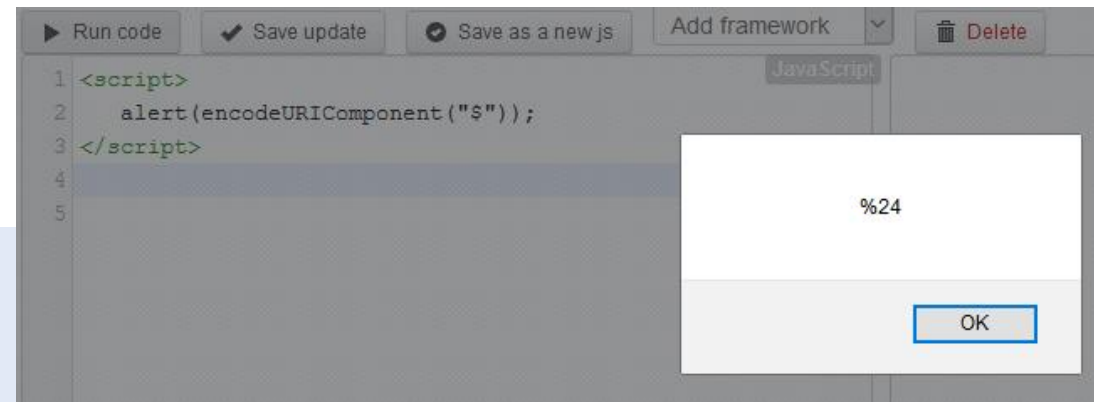 Run code Save update Save as a new js Add framework Delete
JavaScript
1 <script>
2 alert(encodeURIComponent("$"));
3 </script>
4
5
%24
OK